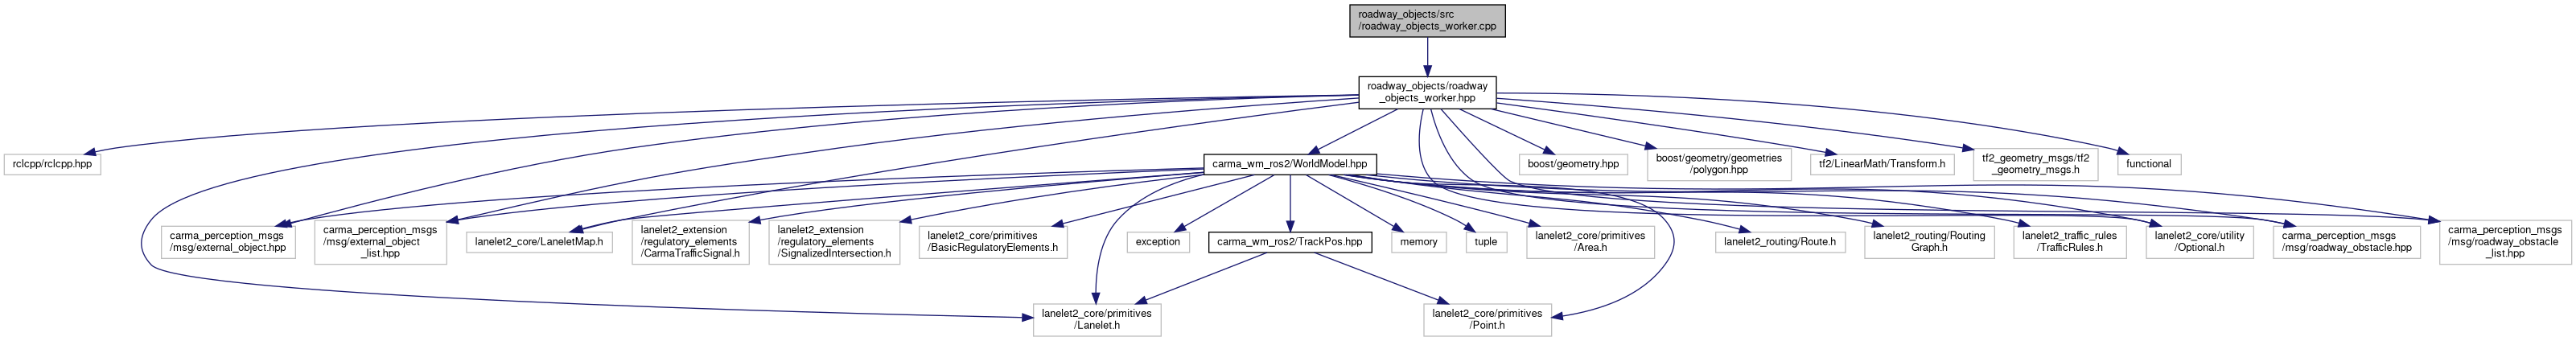 roadway_objects/src
/roadway_objects_worker.cpp
roadway_objects/roadway
_objects_worker.hpp
rclcpp/rclcpp.hpp
carma_wm_ros2/WorldModel.hpp
boost/geometry.hpp
boost/geometry/geometries
/polygon.hpp
tf2/LinearMath/Transform.h
tf2_geometry_msgs/tf2
_geometry_msgs.h
functional
carma_perception_msgs
/msg/external_object.hpp
carma_perception_msgs
/msg/external_object
_list.hpp
lanelet2_core/LaneletMap.h
lanelet2_extension
/regulatory_elements
/CarmaTrafficSignal.h
lanelet2_extension
/regulatory_elements
/SignalizedIntersection.h
lanelet2_core/primitives
/BasicRegulatoryElements.h
exception
carma_wm_ros2/TrackPos.hpp
memory
tuple
lanelet2_core/primitives
/Area.h
lanelet2_routing/Route.h
lanelet2_routing/Routing
Graph.h
lanelet2_traffic_rules
/TrafficRules.h
lanelet2_core/utility
/Optional.h
carma_perception_msgs
/msg/roadway_obstacle.hpp
carma_perception_msgs
/msg/roadway_obstacle
_list.hpp
lanelet2_core/primitives
/Lanelet.h
lanelet2_core/primitives
/Point.h